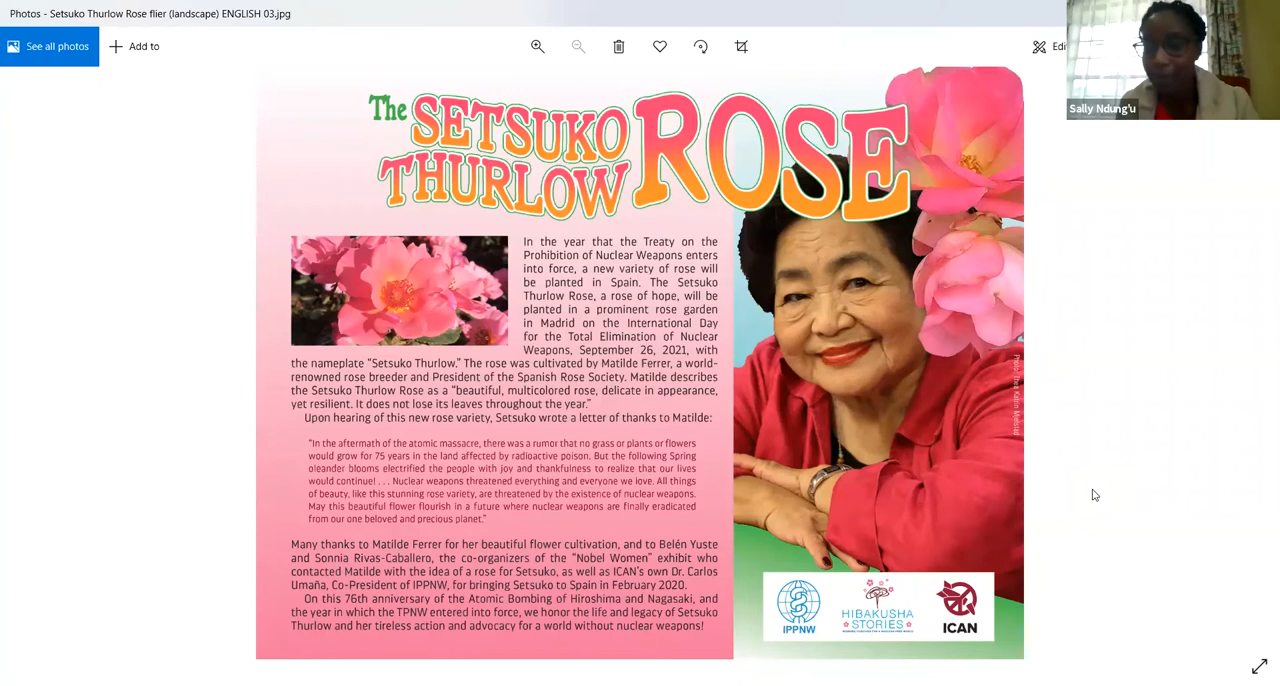 Photos - Setsuko Thurlow Rose flier (landscape) ENGLISH 03.jpg
See all photos
Add to
Sally Ndung'u
The SETSUKO THURLOW ROSE
In the year that the Treaty on the
Prohibition of Nuclear Weapons enters
into force, a new variety of rose will
be planted in Spain. The Setsuko
Thurlow Rose, a rose of hope, will be
planted in a prominent rose garden
in Madrid on the International Day
for the Total Elimination of Nuclear
Weapons, September 26, 2021, with
the nameplate “Setsuko Thurlow.” The rose was cultivated by Matilde Ferrer, a world-
renowned rose breeder and President of the Spanish Rose Society. Matilde describes
the Setsuko Thurlow Rose as a “beautiful, multicolored rose, delicate in appearance,
yet resilient. It does not lose its leaves throughout the year.”
Upon hearing of this new rose variety, Setsuko wrote a letter of thanks to Matilde:
“In the aftermath of the atomic massacre, there was a rumor that no grass or plants or flowers
would grow for 75 years in the land affected by radioactive poison. But the following Spring
oleander blooms electrified the people with joy and thankfulness to realize that our lives
would continue! . . . Nuclear weapons threatened everything and everyone we love. All things
of beauty, like this stunning rose variety, are threatened by the existence of nuclear weapons.
May this beautiful flower flourish in a future where nuclear weapons are finally eradicated
from our one beloved and precious planet.”
Many thanks to Matilde Ferrer for her beautiful flower cultivation, and to Belén Yuste
and Sonnia Rivas-Caballero, the co-organizers of the “Nobel Women” exhibit who
contacted Matilde with the idea of a rose for Setsuko, as well as ICAN’s own Dr. Carlos
Umaña, Co-President of IPPNW, for bringing Setsuko to Spain in February 2020.
On this 76th anniversary of the Atomic Bombing of Hiroshima and Nagasaki, and
the year in which the TPNW entered into force, we honor the life and legacy of Setsuko
Thurlow and her tireless action and advocacy for a world without nuclear weapons!
IPPNW
HIBAKUSHA
STORIES
ICAN